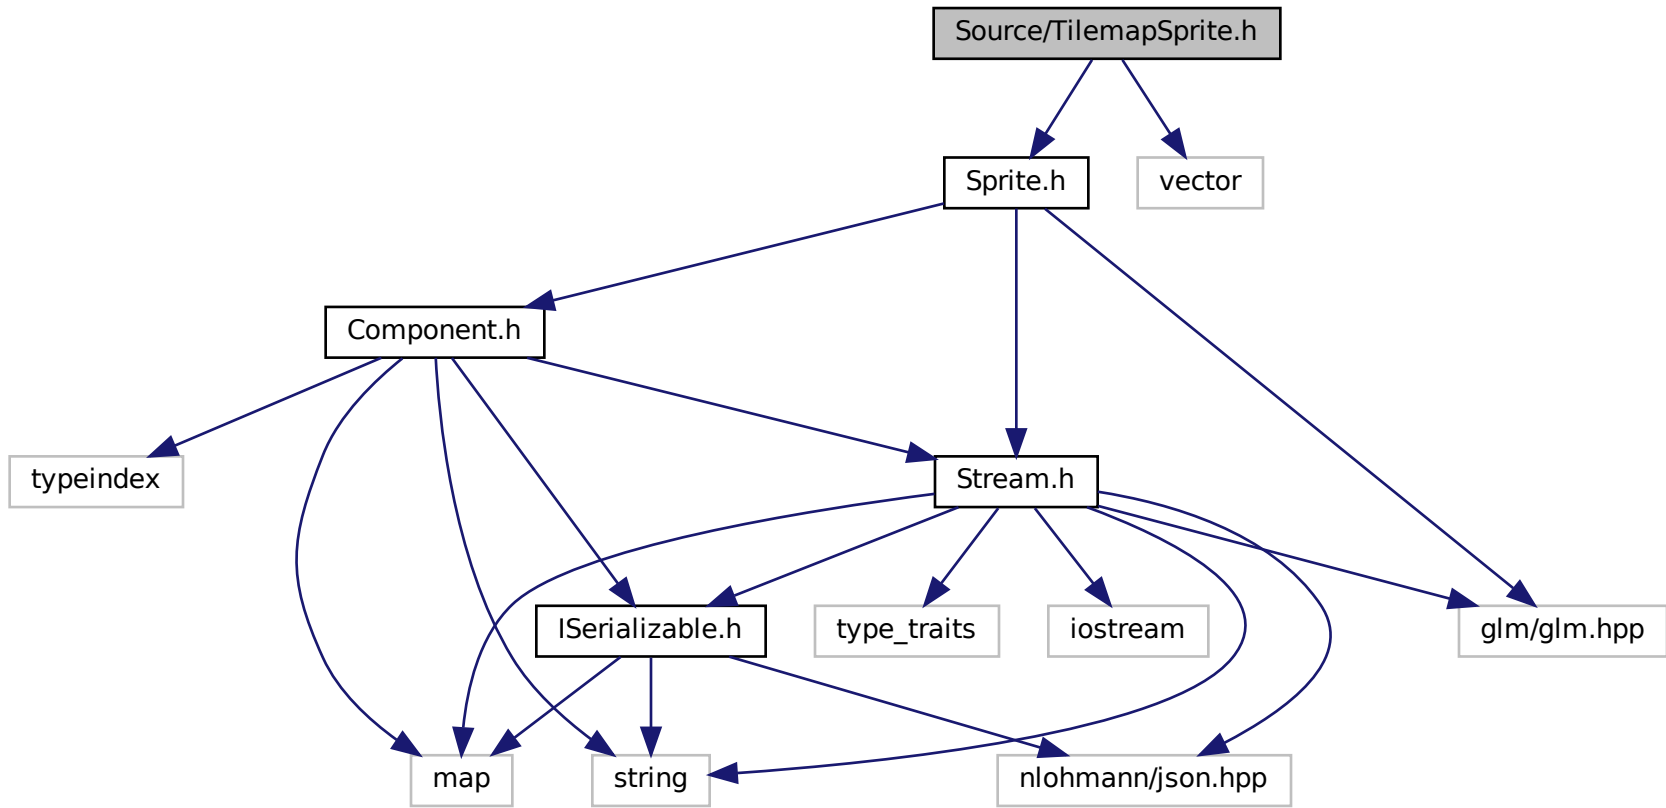 Source/TilemapSprite.h
Sprite.h
vector
Component.h
typeindex
Stream.h
ISerializable.h
type_traits
iostream
glm/glm.hpp
map
string
nlohmann/json.hpp